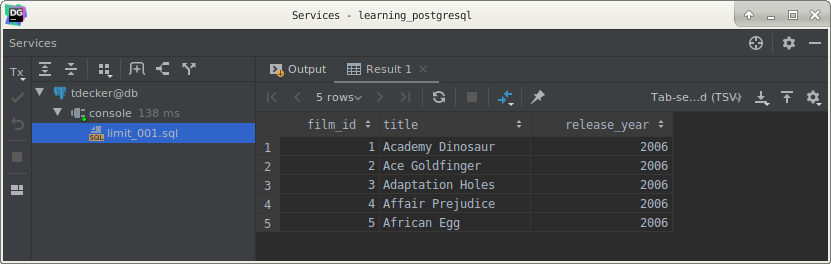 DG
Services - learning_postgresql
Services
Tx
tdecker@db
console 138 ms
SQL
limit_001.sql
Output
Result 1
5 rows
Tab-se...d (TSV)
film_id title release_year
1 1 Academy Dinosaur 2006
2 2 Ace Goldfinger 2006
3 3 Adaptation Holes 2006
4 4 Affair Prejudice 2006
5 5 African Egg 2006